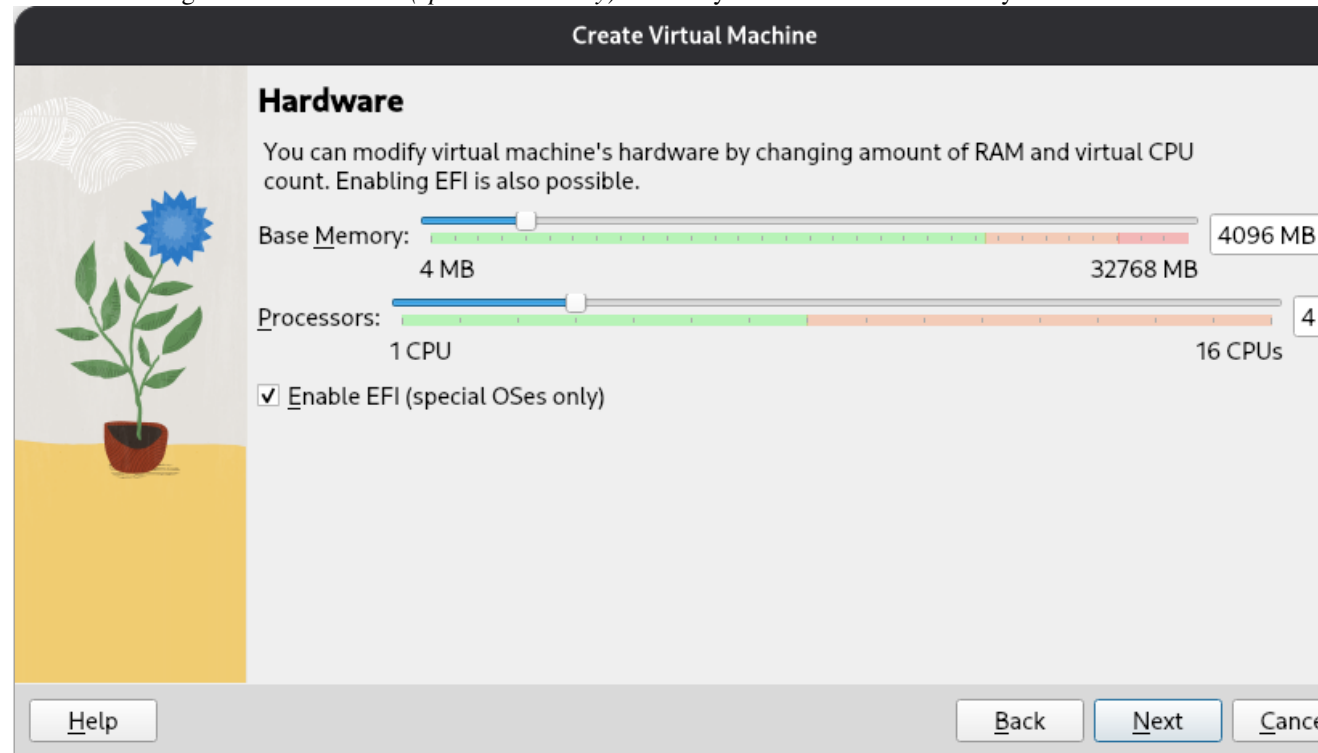 Create Virtual Machine
Hardware
You can modify virtual machine's hardware by changing amount of RAM and virtual CPU
count. Enabling EFI is also possible.
Base Memory: 4096 MB
4 MB 32768 MB
Processors: 4
1 CPU 16 CPUs
Enable EFI (special OSes only)
Help Back Next